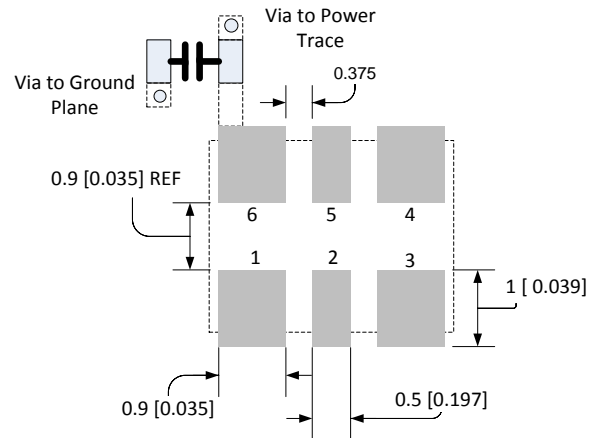 Via to Power
Trace
Via to Ground
Plane
0.375
0.9 [0.035] REF
6
5
4
1
2
3
1 [ 0.039]
0.9 [0.035]
0.5 [0.197]